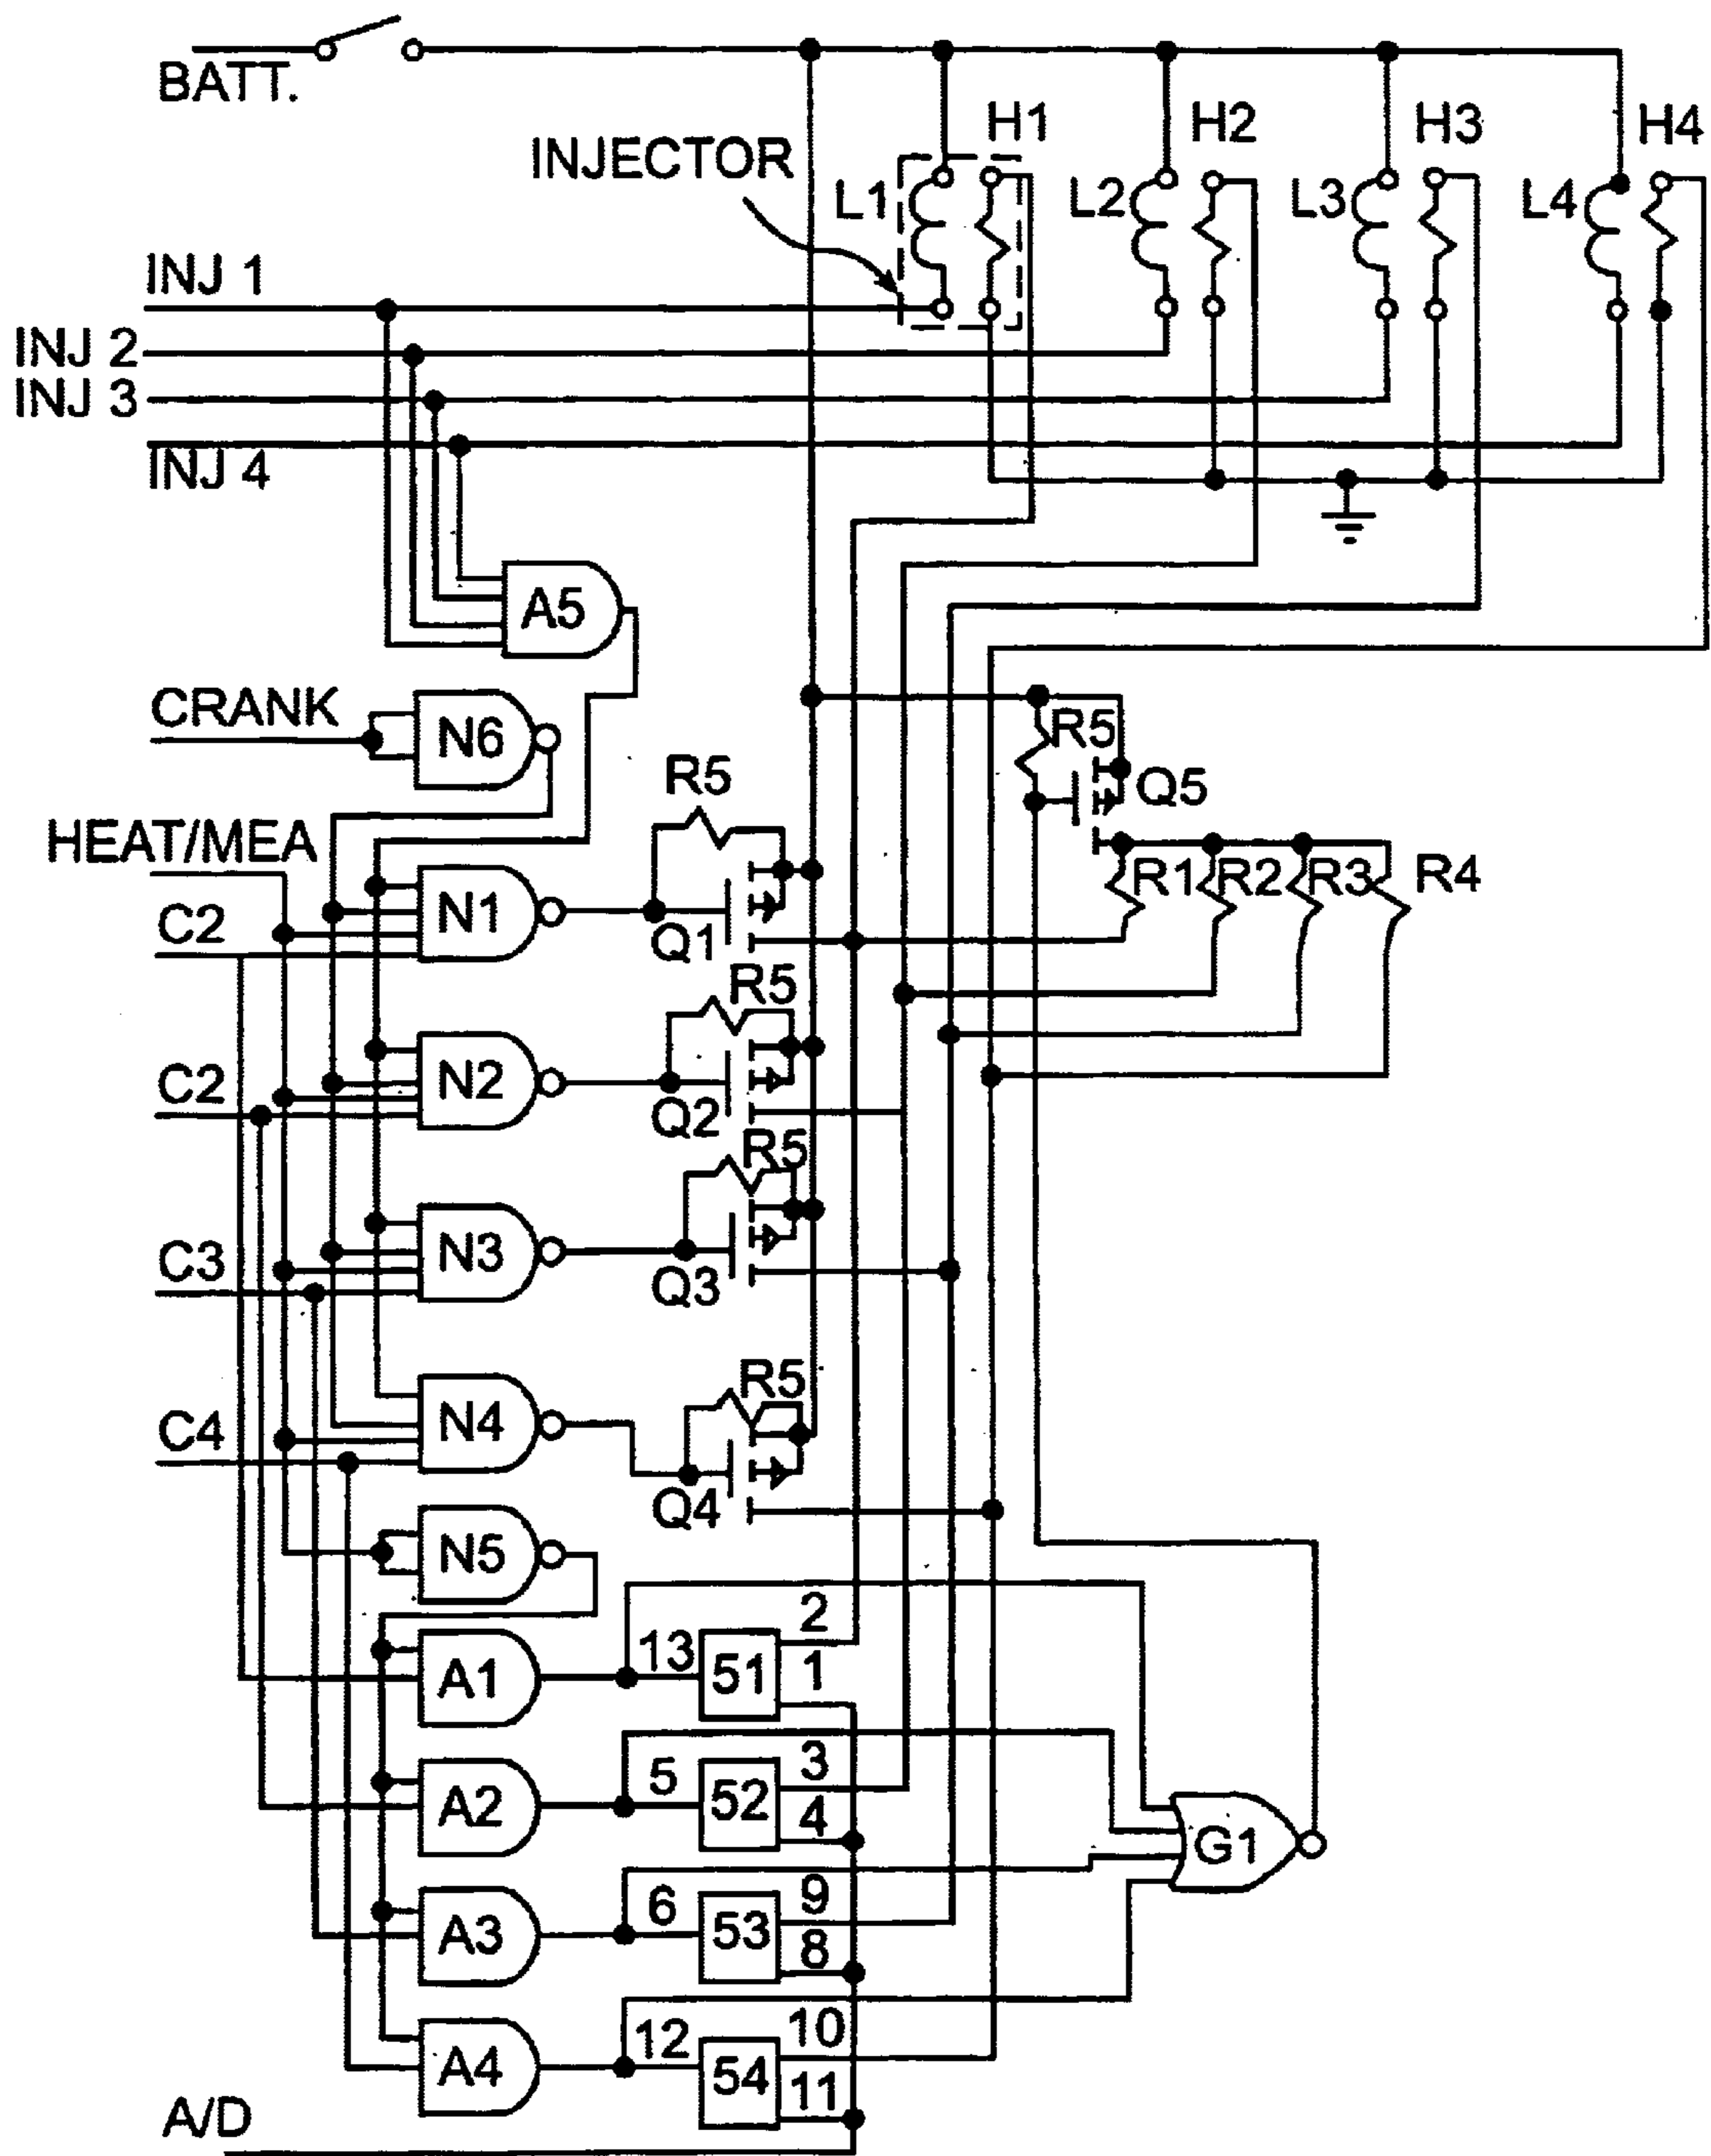 BATT.
H1
H2
H3
H4
INJECTOR
L1
L2
L3
L4
INJ 1
INJ 2
INJ 3
INJ 4
A5
CRANK
N6
R5
Q5
R5
HEAT/MEA
R1
R2
R3
R4
C2
N1
Q1
R5
C2
N2
Q2
R5
C3
N3
Q3
R5
C4
N4
Q4
N5
2
A1
13
51
1
3
A2
5
52
4
G1
9
A3
6
53
8
10
A4
12
54
11
A/D